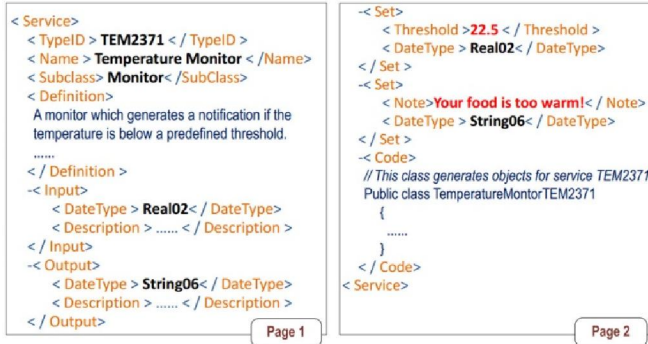 < Service>
< TypeID > TEM2371 < / TypeID >
< Name > Temperature Monitor < /Name>
< Subclass> Monitor< /SubClass>
< Definition>
A monitor which generates a notification if the
temperature is below a predefined threshold.
......
< / Definition >
-< Input>
< DateType > Real02< / DateType>
< Description > ...... < / Description >
< / Input>
-< Output>
< DateType > String06< / DateType>
< Description > ...... < / Description >
< / Output>
Page 1
-< Set>
< Threshold >22.5 < / Threshold >
< DateType > Real02< / DateType>
< / Set >
-< Set>
< Note>Your food is too warm!< / Note>
< DateType > String06< / DateType>
< / Set >
-< Code>
// This class generates objects for service TEM2371
Public class TemperatureMontorTEM2371
{
......
}
< / Code>
< Service>
Page 2